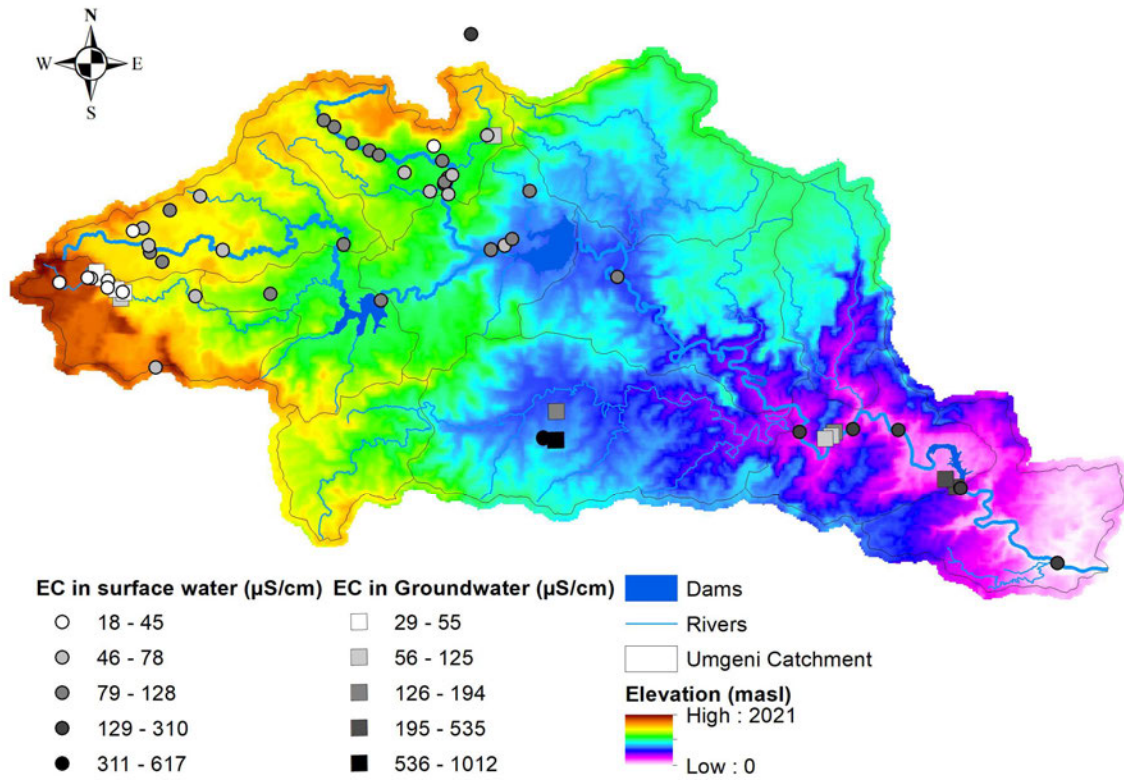 N
W E
S
EC in surface water (µS/cm)
18 - 45
46 - 78
79 - 128
129 - 310
311 - 617
EC in Groundwater (µS/cm)
29 - 55
56 - 125
126 - 194
195 - 535
536 - 1012
Dams
Rivers
Umgeni Catchment
Elevation (masl)
High : 2021
Low : 0